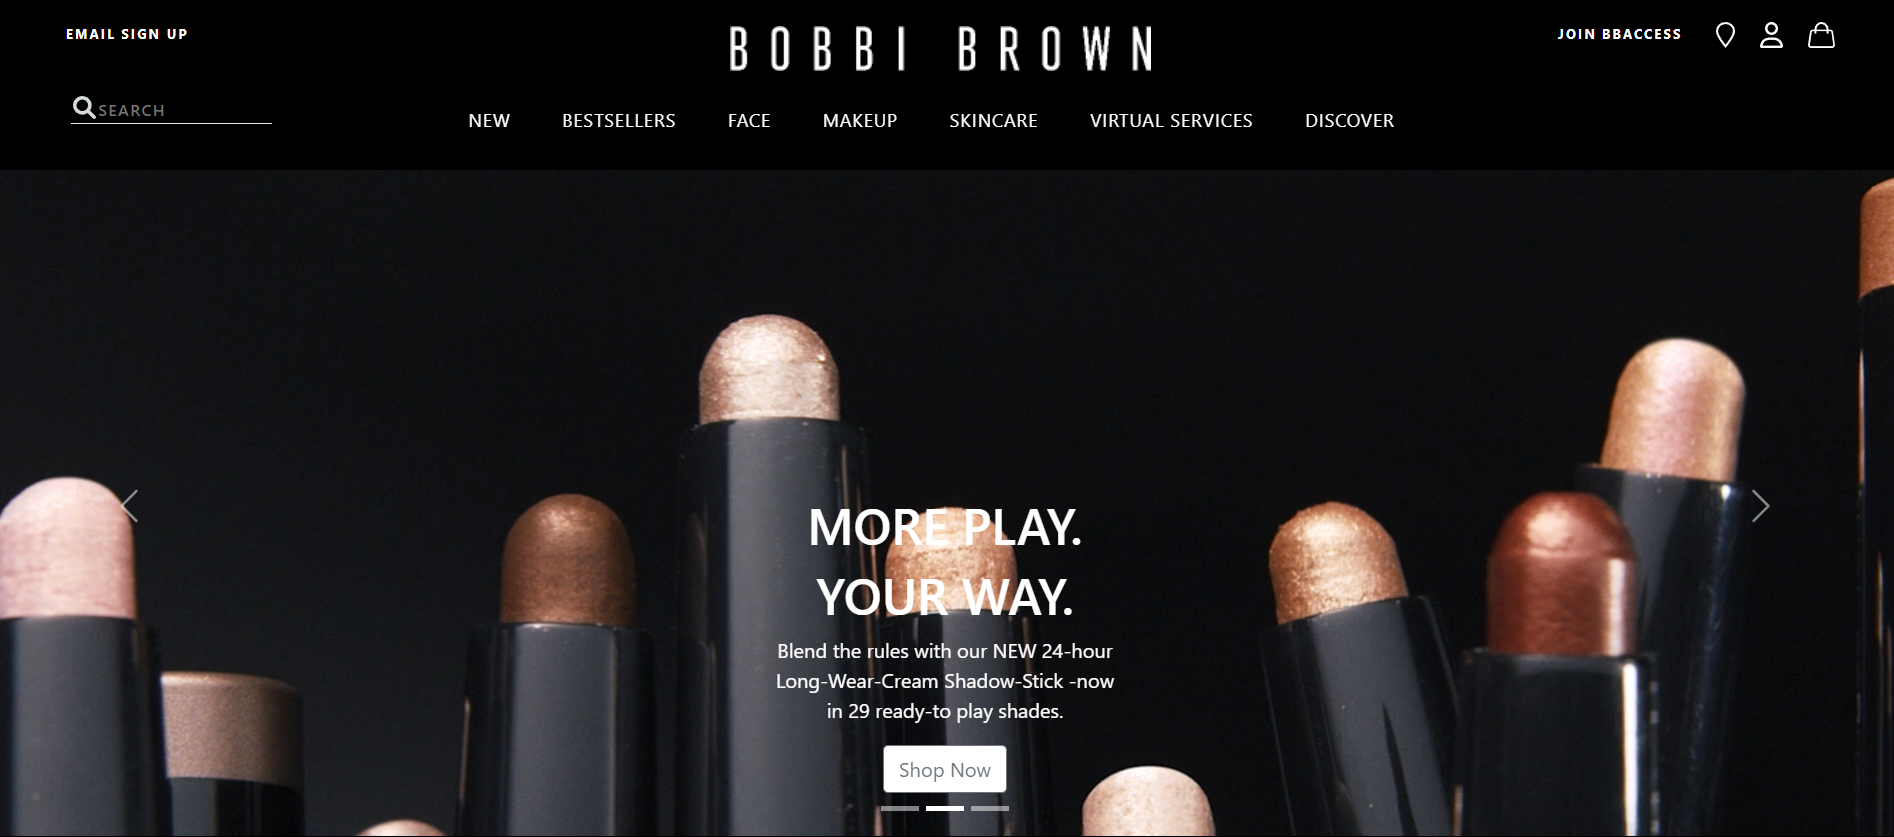 EMAIL SIGN UP
BOBBI BROWN
JOIN BBACCESS
SEARCH
NEW BESTSELLERS FACE MAKEUP SKINCARE VIRTUAL SERVICES DISCOVER
MORE PLAY.
YOUR WAY.
Blend the rules with our NEW 24-hour
Long-Wear-Cream Shadow-Stick -now
in 29 ready-to play shades.
Shop Now